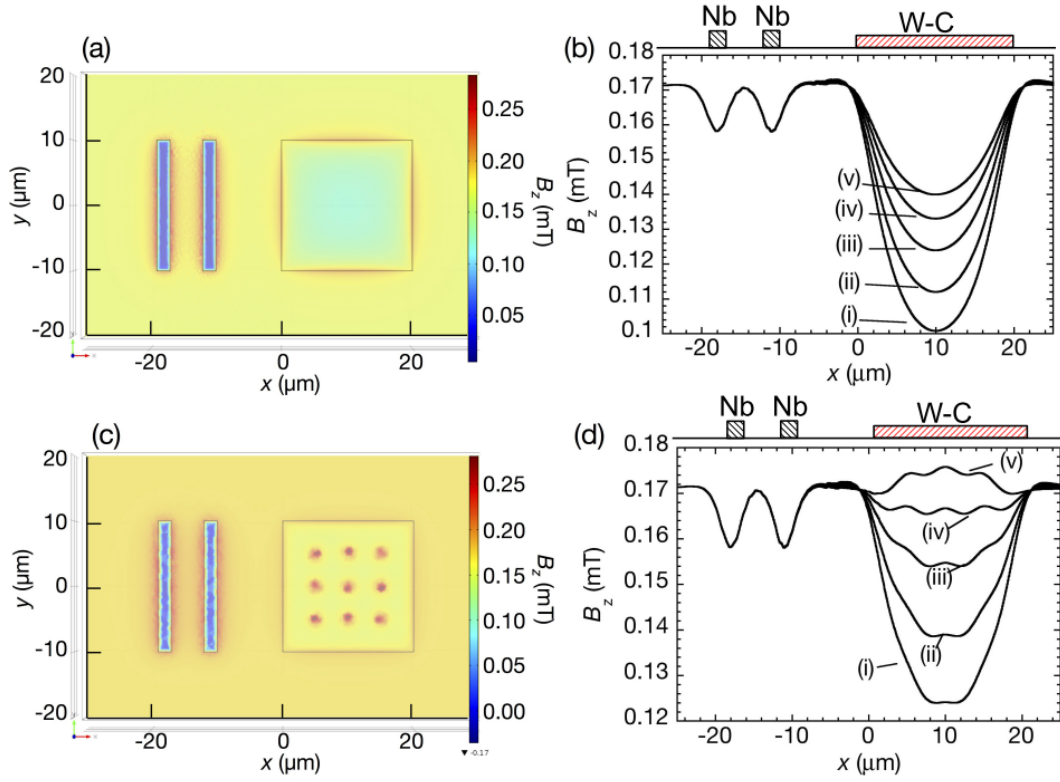 (a)
20
10
0
-10
-20
y (µm)
-20
0
20
x (µm)
0.25
0.20
0.15
0.10
0.05
B_z (mT)
(b)
Nb
Nb
W-C
0.18
0.17
0.16
0.15
0.14
0.13
0.12
0.11
0.1
B_z (mT)
(v)
(iv)
(iii)
(ii)
(i)
-20
-10
0
10
20
x (µm)
(c)
20
10
0
-10
-20
y (µm)
-20
0
20
x (µm)
0.25
0.20
0.15
0.10
0.05
0.00
▼ -0.17
B_z (mT)
(d)
Nb
Nb
W-C
0.18
0.17
0.16
0.15
0.14
0.13
0.12
B_z (mT)
(v)
(iv)
(iii)
(ii)
(i)
-20
-10
0
10
20
x (µm)